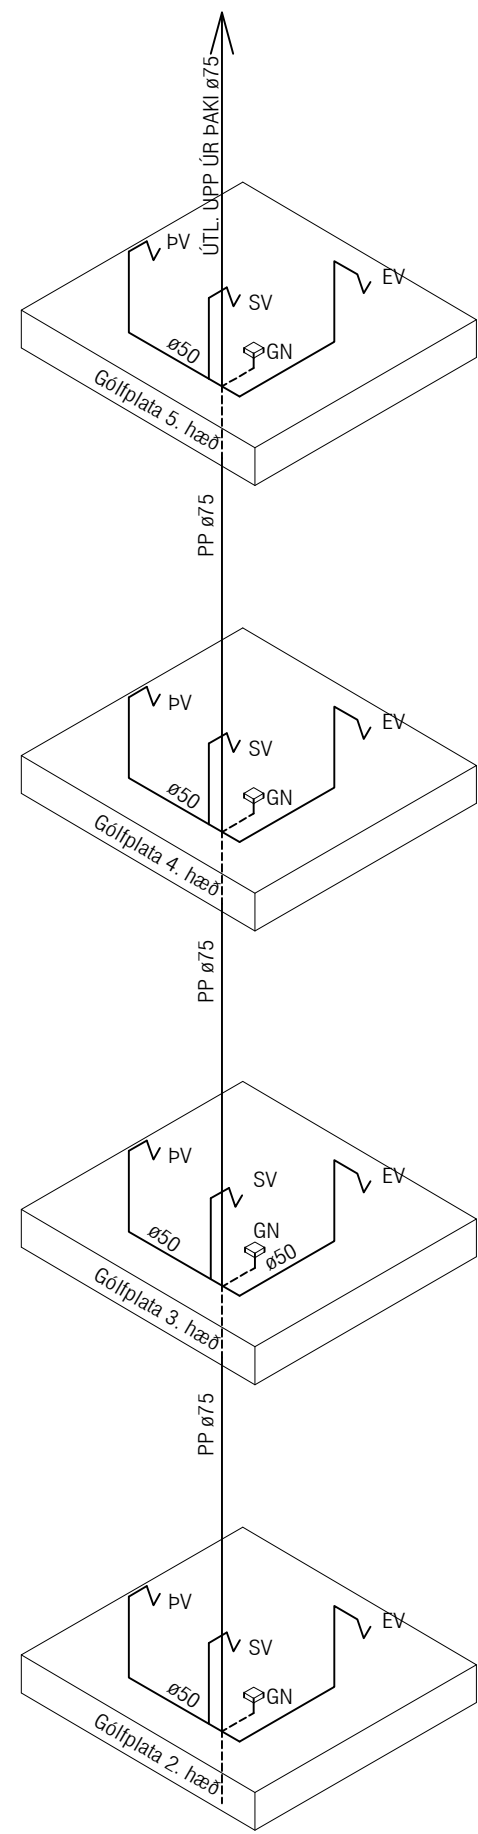 ÚTL. UPP ÚR ÞAKI ø75
ÞV
EV
SV
ø50
GN
Gólfplata 5. hæð
PP ø75
ÞV
EV
SV
ø50
GN
Gólfplata 4. hæð
PP ø75
ÞV
EV
SV
GN
ø50
ø50
Gólfplata 3. hæð
PP ø75
ÞV
EV
SV
ø50
GN
Gólfplata 2. hæð